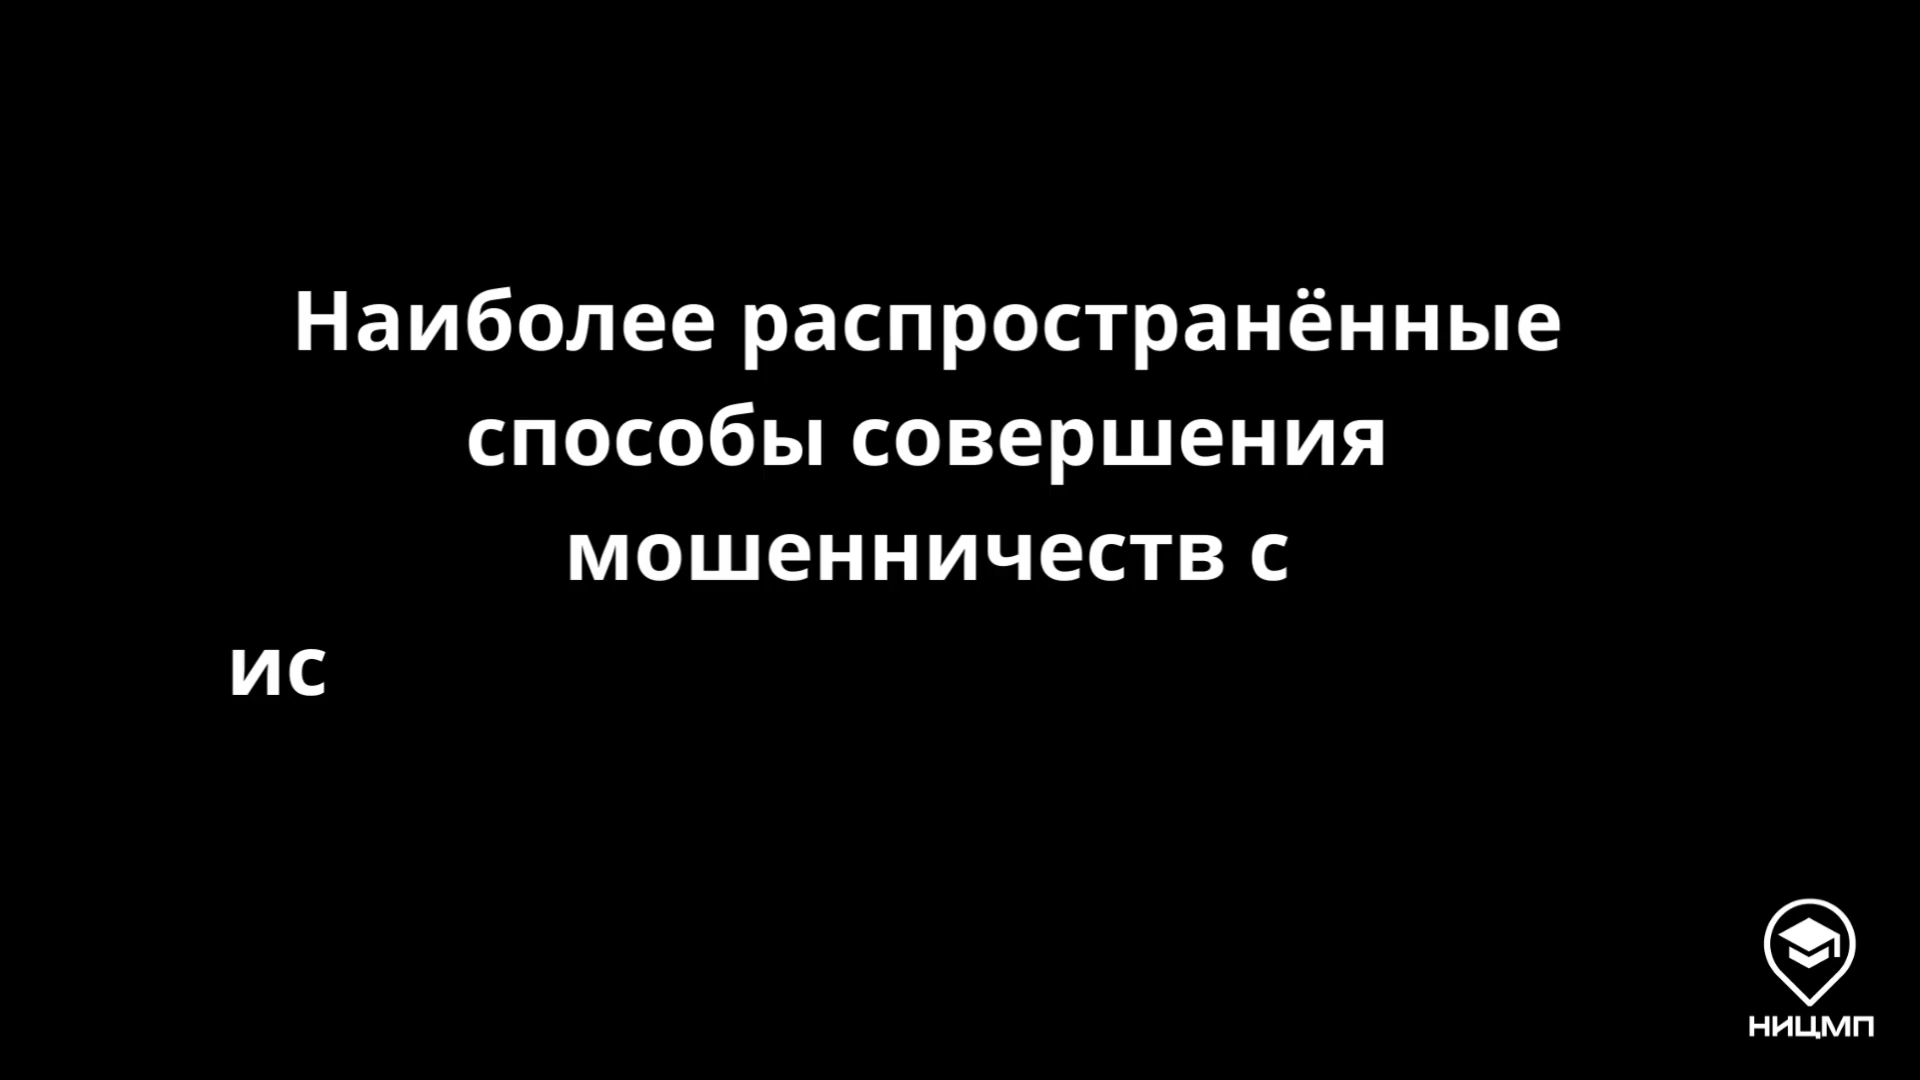 Наиболее распространённые
способы совершения
мошенничеств с
ис
НИЦМП